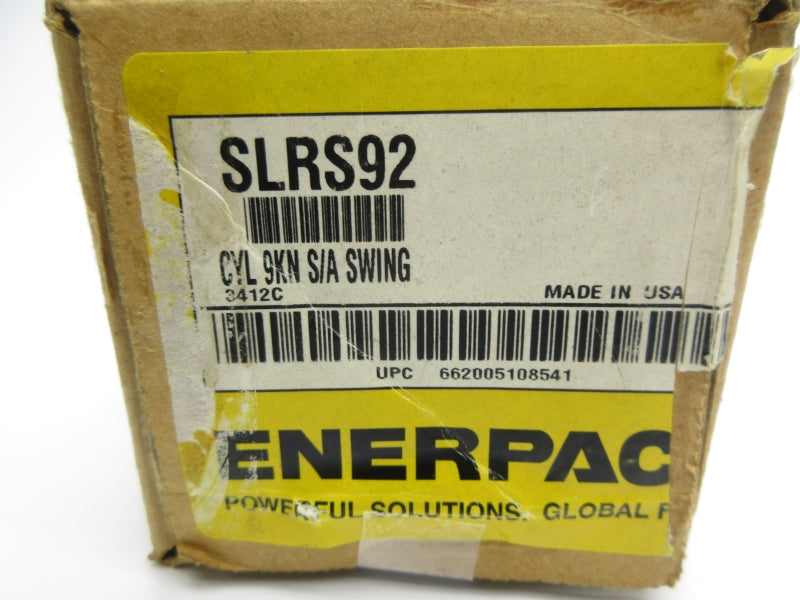 SLRS92
CYL 9KN S/A SWING
3412C MADE IN USA
UPC 662005108541
ENERPAC
POWERFUL SOLUTIONS. GLOBAL F